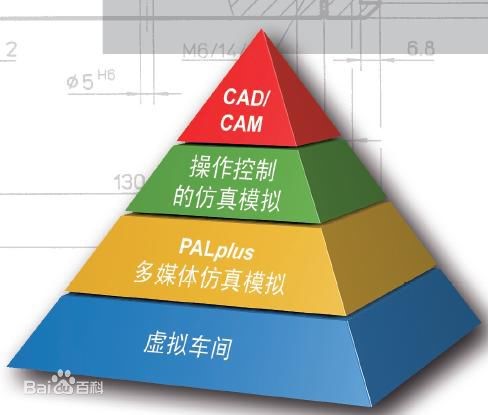 2
M6/14/
6.8
ø5 H6
130
CAD/
CAM
操作控制
的仿真模拟
PALplus
多媒体仿真模拟
虚拟车间
Bai百科